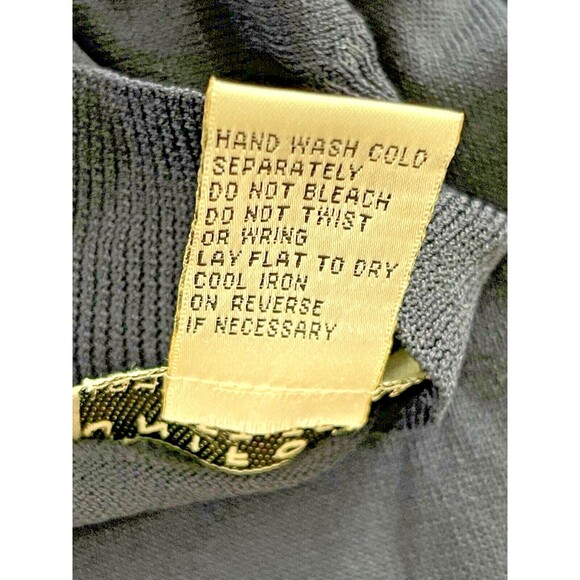 HAND WASH COLD
SEPARATELY
DO NOT BLEACH
DO NOT TWIST
OR WRING
LAY FLAT TO DRY
COOL IRON
ON REVERSE
IF NECESSARY